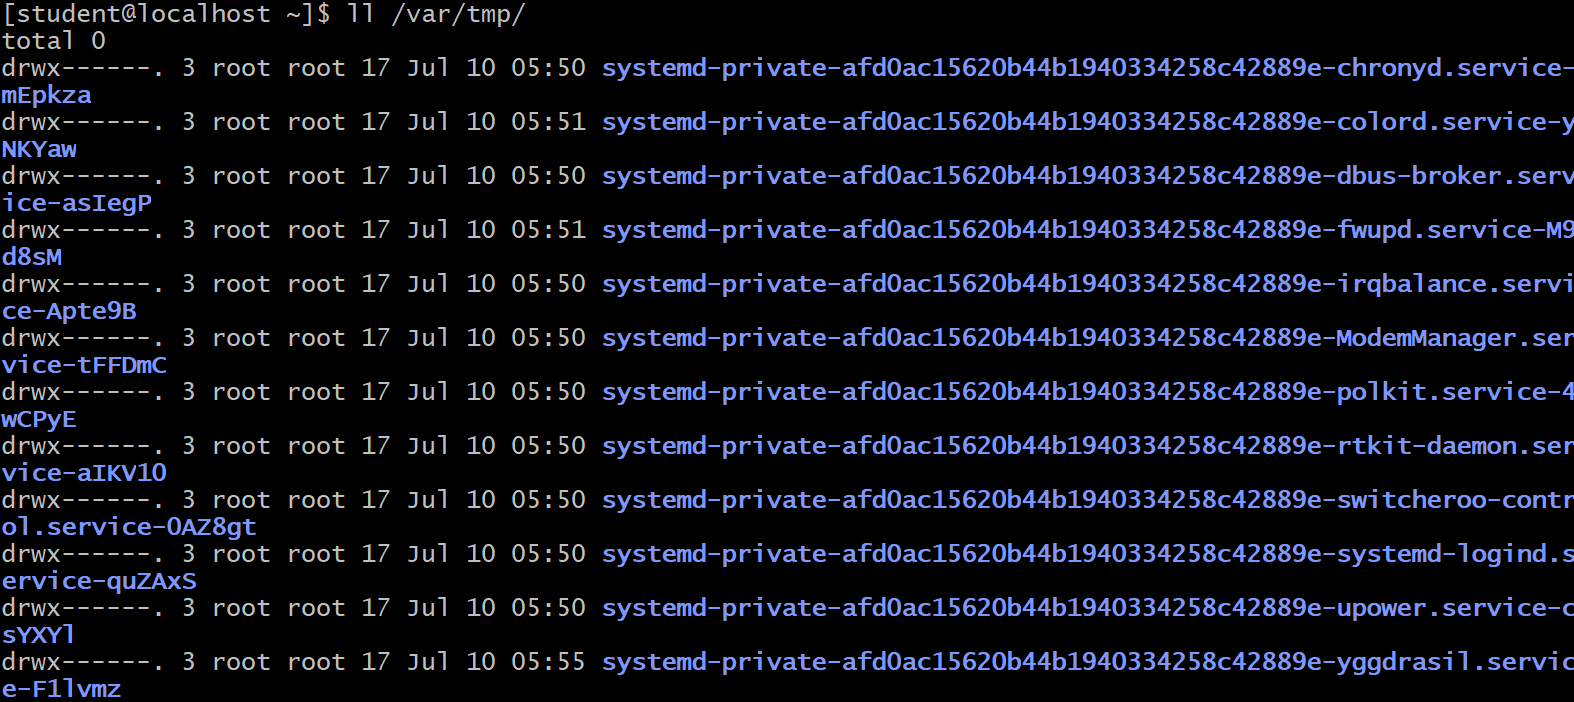 [student@localhost ~]$ ll /var/tmp/
total 0
drwx------. 3 root root 17 Jul 10 05:50 systemd-private-afd0ac15620b44b1940334258c42889e-chronyd.service-
mEpkza
drwx------. 3 root root 17 Jul 10 05:51 systemd-private-afd0ac15620b44b1940334258c42889e-colord.service-y
NKYaw
drwx------. 3 root root 17 Jul 10 05:50 systemd-private-afd0ac15620b44b1940334258c42889e-dbus-broker.serv
ice-asIegP
drwx------. 3 root root 17 Jul 10 05:51 systemd-private-afd0ac15620b44b1940334258c42889e-fwupd.service-M9
d8sM
drwx------. 3 root root 17 Jul 10 05:50 systemd-private-afd0ac15620b44b1940334258c42889e-irqbalance.servi
ce-Apte9B
drwx------. 3 root root 17 Jul 10 05:50 systemd-private-afd0ac15620b44b1940334258c42889e-ModemManager.ser
vice-tFFDmC
drwx------. 3 root root 17 Jul 10 05:50 systemd-private-afd0ac15620b44b1940334258c42889e-polkit.service-4
wCPyE
drwx------. 3 root root 17 Jul 10 05:50 systemd-private-afd0ac15620b44b1940334258c42889e-rtkit-daemon.ser
vice-aIKV1O
drwx------. 3 root root 17 Jul 10 05:50 systemd-private-afd0ac15620b44b1940334258c42889e-switcheroo-contr
ol.service-0AZ8gt
drwx------. 3 root root 17 Jul 10 05:50 systemd-private-afd0ac15620b44b1940334258c42889e-systemd-logind.s
ervice-quZAxS
drwx------. 3 root root 17 Jul 10 05:50 systemd-private-afd0ac15620b44b1940334258c42889e-upower.service-c
sYXYl
drwx------. 3 root root 17 Jul 10 05:55 systemd-private-afd0ac15620b44b1940334258c42889e-yggdrasil.servic
e-F1lvmz